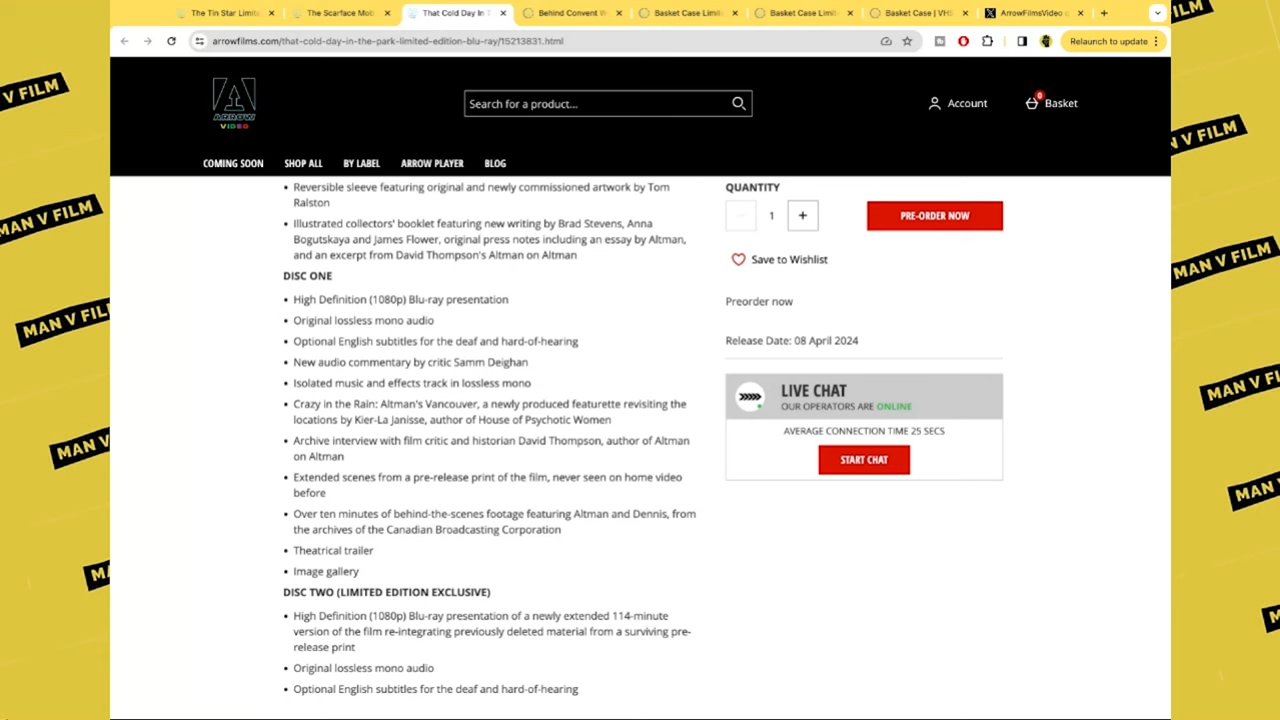 The Tin Star Limit
The Scarface Mob
That Cold Day In T
Behind Convent W
Basket Case Limit
Basket Case Limit
Basket Case | VHS
ArrowFilmsVideo o
arrowfilms.com/that-cold-day-in-the-park-limited-edition-blu-ray/15213831.html
Relaunch to update
ARROW
VIDEO
Search for a product...
Account
0
Basket
COMING SOON
SHOP ALL
BY LABEL
ARROW PLAYER
BLOG
• Reversible sleeve featuring original and newly commissioned artwork by Tom
Ralston
• Illustrated collectors' booklet featuring new writing by Brad Stevens, Anna
Bogutskaya and James Flower, original press notes including an essay by Altman,
and an excerpt from David Thompson's Altman on Altman
DISC ONE
• High Definition (1080p) Blu-ray presentation
• Original lossless mono audio
• Optional English subtitles for the deaf and hard-of-hearing
• New audio commentary by critic Samm Deighan
• Isolated music and effects track in lossless mono
• Crazy in the Rain: Altman's Vancouver, a newly produced featurette revisiting the
locations by Kier-La Janisse, author of House of Psychotic Women
• Archive interview with film critic and historian David Thompson, author of Altman
on Altman
• Extended scenes from a pre-release print of the film, never seen on home video
before
• Over ten minutes of behind-the-scenes footage featuring Altman and Dennis, from
the archives of the Canadian Broadcasting Corporation
• Theatrical trailer
• Image gallery
DISC TWO (LIMITED EDITION EXCLUSIVE)
• High Definition (1080p) Blu-ray presentation of a newly extended 114-minute
version of the film re-integrating previously deleted material from a surviving pre-
release print
• Original lossless mono audio
• Optional English subtitles for the deaf and hard-of-hearing
QUANTITY
1
PRE-ORDER NOW
Save to Wishlist
Preorder now
Release Date: 08 April 2024
LIVE CHAT
OUR OPERATORS ARE ONLINE
AVERAGE CONNECTION TIME 25 SECS
START CHAT
V FILM
MAN V FILM
MAN V FIL
MAN V
MA
ILM
V FILM
MAN V FILM
MAN V FI
MAN V
M